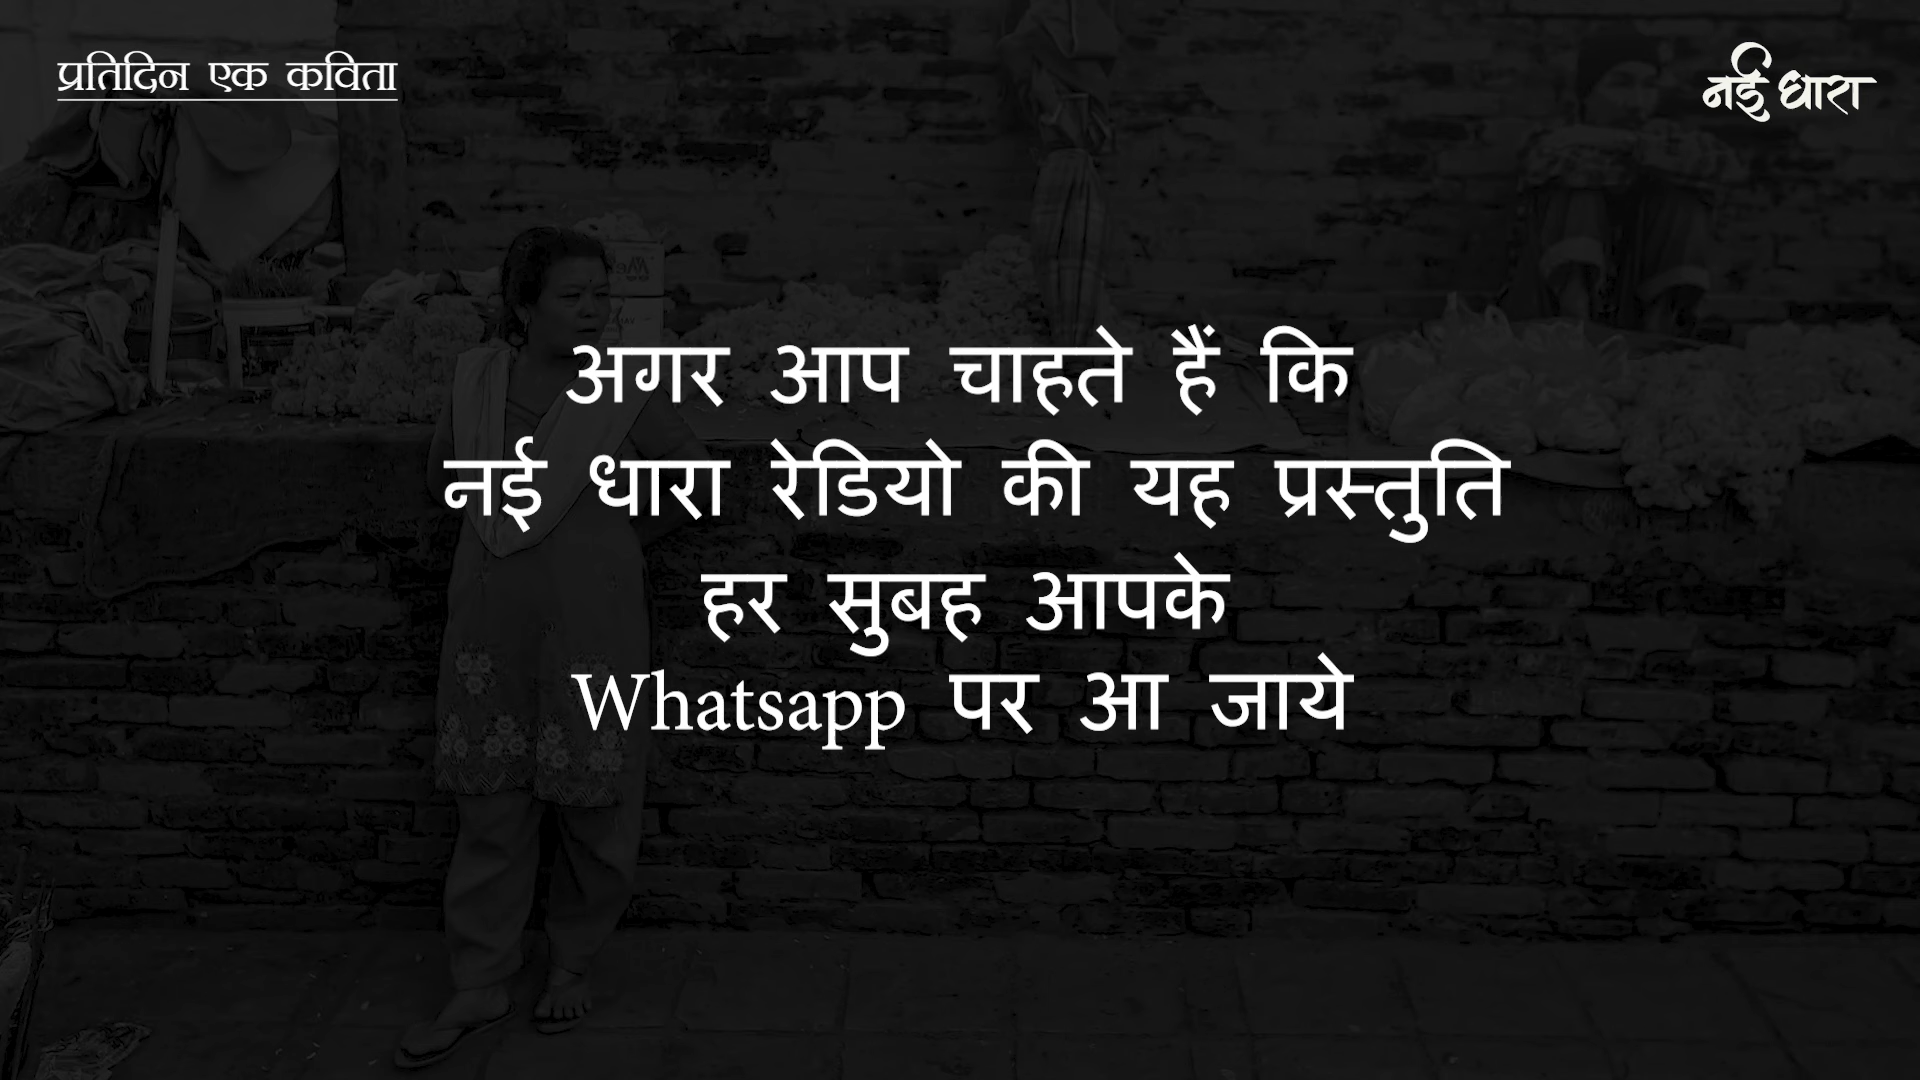 प्रतिदिन एक कविता
नई धारा
अगर आप चाहते हैं कि
नई धारा रेडियो की यह प्रस्तुति
हर सुबह आपके
Whatsapp पर आ जाये